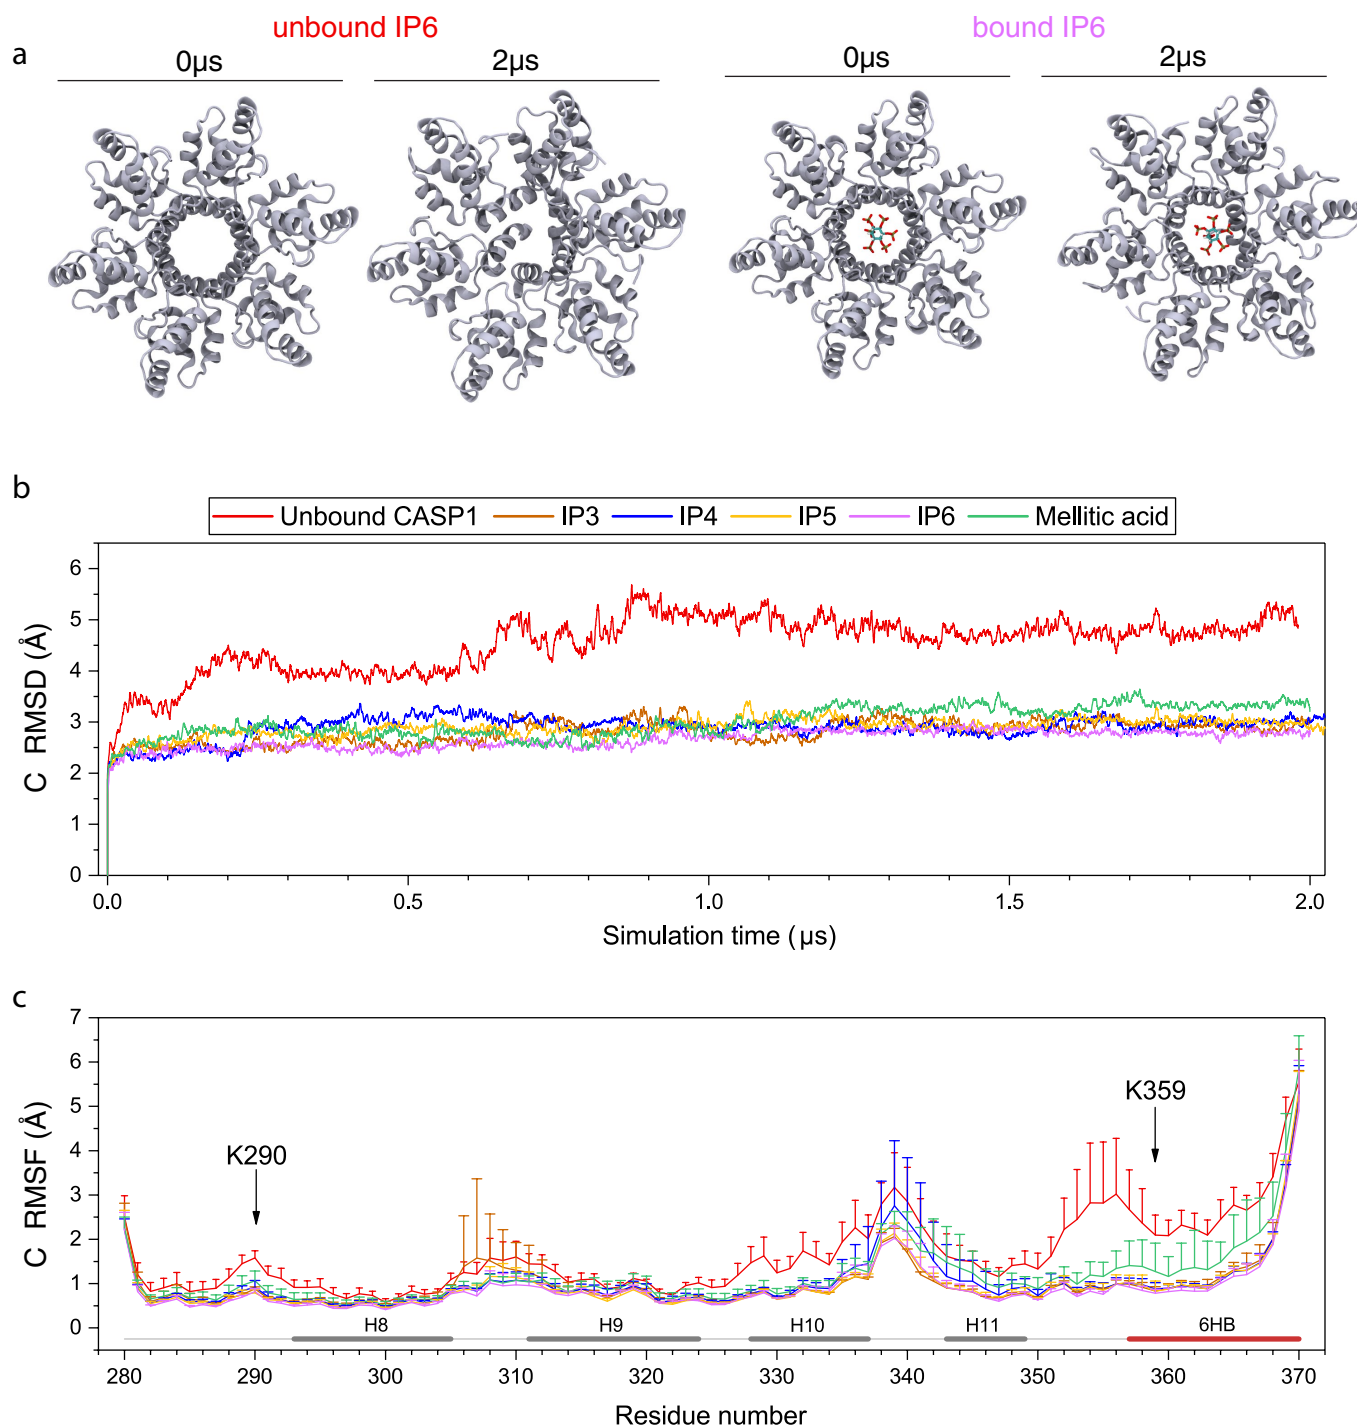 unbound IP6
bound IP6
a
0µs
2µs
0µs
2µs
b
Unbound CASP1
IP3
IP4
IP5
IP6
Mellitic acid
C RMSD (Å)
6
5
4
3
2
1
0
0.0
0.5
1.0
1.5
2.0
Simulation time (µs)
c
C RMSF (Å)
7
6
5
4
3
2
1
0
K290
K359
H8
H9
H10
H11
6HB
280
290
300
310
320
330
340
350
360
370
Residue number